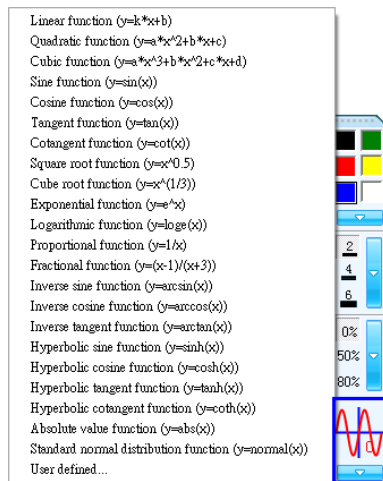 Linear function (y=k*x+b)
Quadratic function (y=a*x^2+b*x+c)
Cubic function (y=a*x^3+b*x^2+c*x+d)
Sine function (y=sin(x))
Cosine function (y=cos(x))
Tangent function (y=tan(x))
Cotangent function (y=cot(x))
Square root function (y=x^0.5)
Cube root function (y=x^(1/3))
Exponential function (y=e^x)
Logarithmic function (y=loge(x))
Proportional function (y=1/x)
Fractional function (y=(x-1)/(x+3))
Inverse sine function (y=arcsin(x))
Inverse cosine function (y=arccos(x))
Inverse tangent function (y=arctan(x))
Hyperbolic sine function (y=sinh(x))
Hyperbolic cosine function (y=cosh(x))
Hyperbolic tangent function (y=tanh(x))
Hyperbolic cotangent function (y=coth(x))
Absolute value function (y=abs(x))
Standard normal distribution function (y=normal(x))
User defined...
2
4
6
0%
50%
80%